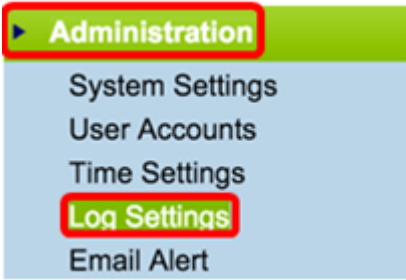 Administration
System Settings
User Accounts
Time Settings
Log Settings
Email Alert